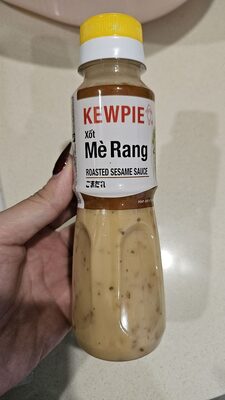 KEWPIE
Xốt
Mè Rang
ROASTED SESAME SAUCE
ごまだれ